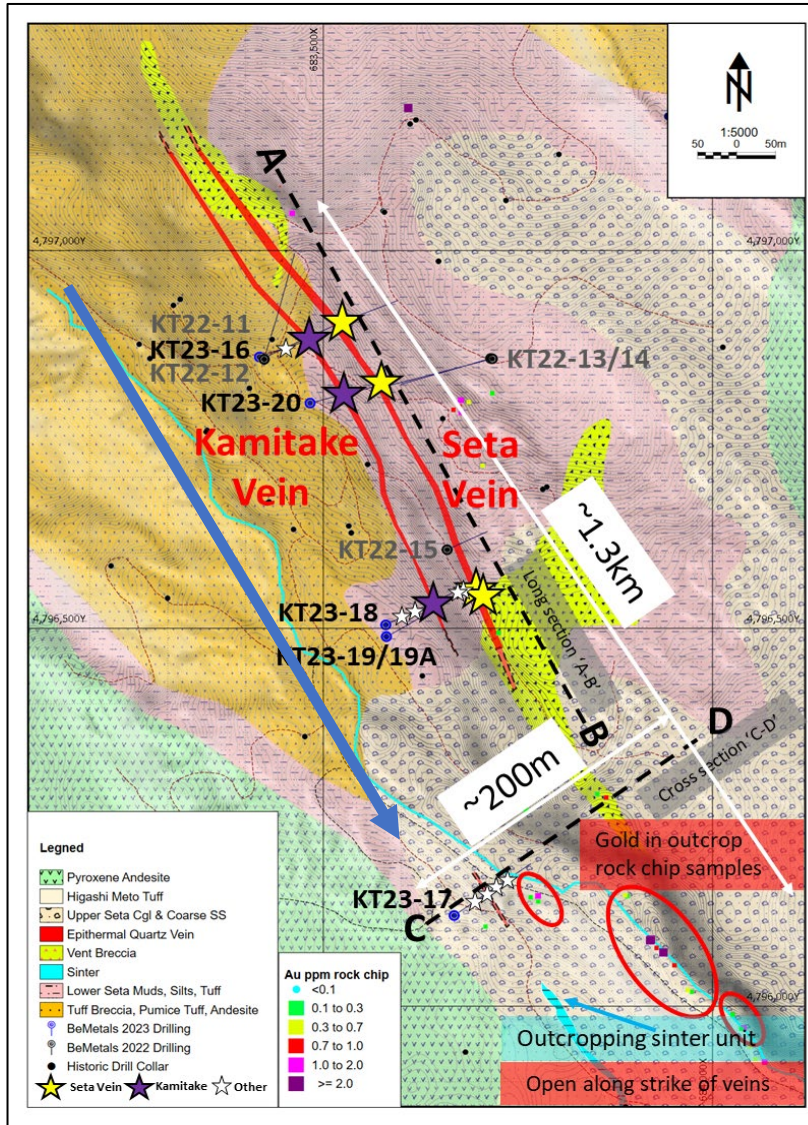 683,500X
N
1:5000
50 0 50m
A
4,797,000Y
4,797,000Y
KT22-11
KT23-16
KT22-12
KT22-13/14
KT23-20
Kamitake
Vein
Seta
Vein
~1.3km
KT22-15
Long section 'A-B'
KT23-18
4,796,500Y
4,796,500Y
KT23-19/19A
B
D
Cross section 'C-D'
~200m
Gold in outcrop
rock chip samples
KT23-17
C
4,796,000Y
Outcropping sinter unit
Open along strike of veins
Legned
Pyroxene Andesite
Higashi Meto Tuff
Upper Seta Cgl & Coarse SS
Epithermal Quartz Vein
Vent Breccia
Sinter
Lower Seta Muds, Silts, Tuff
Tuff Breccia, Pumice Tuff, Andesite
BeMetals 2023 Drilling
BeMetals 2022 Drilling
Historic Drill Collar
Seta Vein Kamitake Other
Au ppm rock chip
<0.1
0.1 to 0.3
0.3 to 0.7
0.7 to 1.0
1.0 to 2.0
>= 2.0